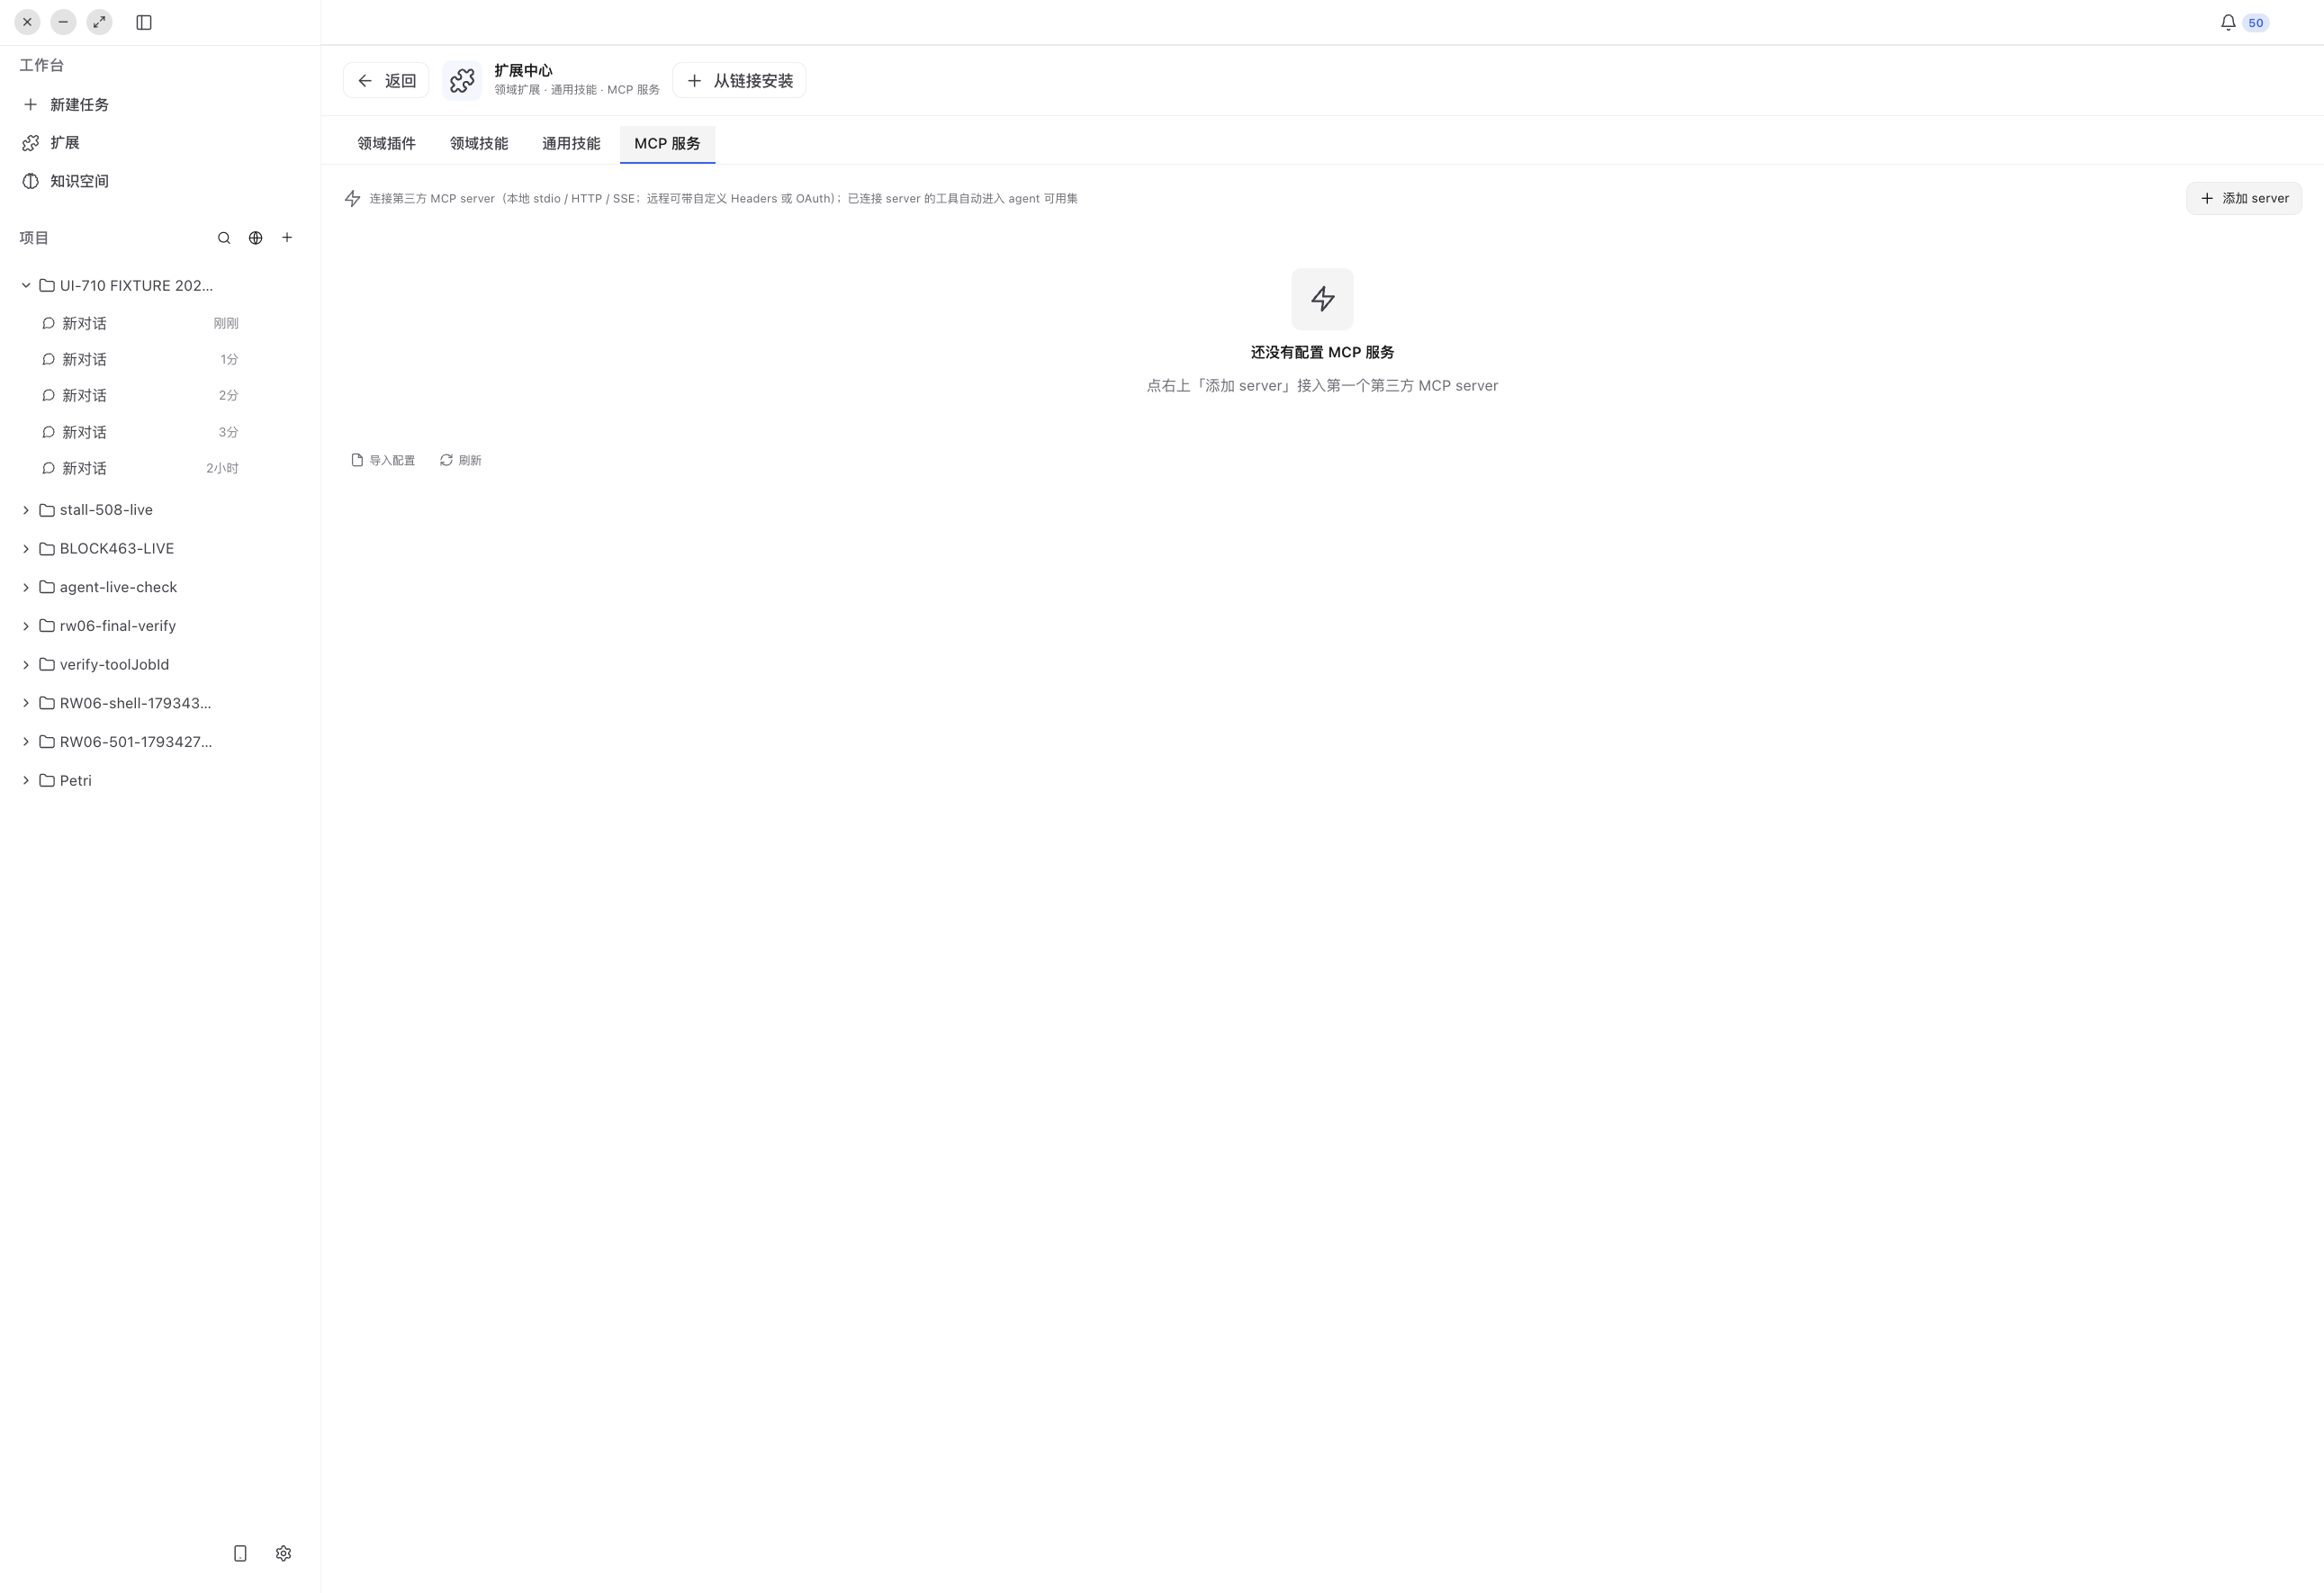 50
工作台
新建任务
扩展
知识空间
项目
UI-710 FIXTURE 202...
新对话 刚刚
新对话 1分
新对话 2分
新对话 3分
新对话 2小时
stall-508-live
BLOCK463-LIVE
agent-live-check
rw06-final-verify
verify-toolJobId
RW06-shell-179343...
RW06-501-1793427...
Petri
返回
扩展中心
领域扩展 · 通用技能 · MCP 服务
从链接安装
领域插件 领域技能 通用技能 MCP 服务
连接第三方 MCP server（本地 stdio / HTTP / SSE；远程可带自定义 Headers 或 OAuth）；已连接 server 的工具自动进入 agent 可用集
添加 server
还没有配置 MCP 服务
点右上「添加 server」接入第一个第三方 MCP server
导入配置 刷新